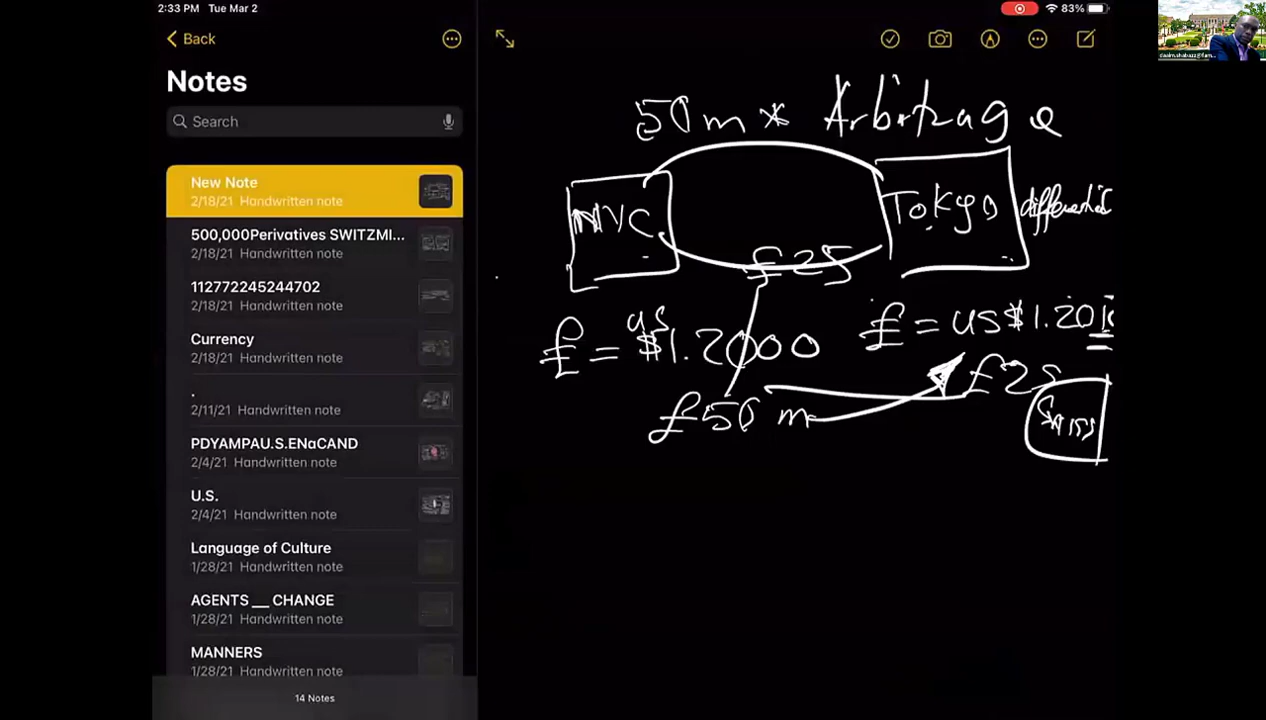 2:33 PM Tue Mar 2
83%
Back
Notes
Search
New Note
2/18/21 Handwritten note
500,000Perivatives SWITZMI...
2/18/21 Handwritten note
112772245244702
2/18/21 Handwritten note
Currency
2/18/21 Handwritten note
.
2/11/21 Handwritten note
PDYAMPAU.S.ENaCAND
2/4/21 Handwritten note
U.S.
2/4/21 Handwritten note
Language of Culture
1/28/21 Handwritten note
AGENTS __ CHANGE
1/28/21 Handwritten note
MANNERS
1/28/21 Handwritten note
14 Notes
50m * Arbitrage
NYC
Tokyo
£25
£ = US $1.2000
£ = US$1.201
£25
£50 m
Swiss